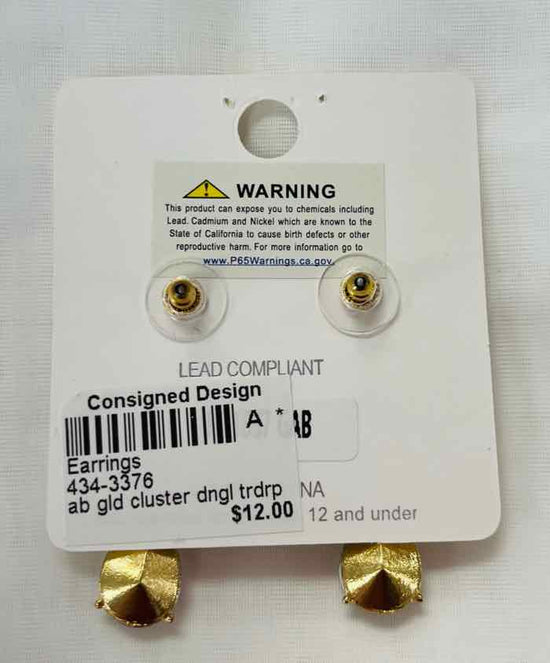 WARNING
This product can expose you to chemicals including
Lead. Cadmium and Nickel which are known to the
State of California to cause birth defects or other
reproductive harm. For more information go to
www.P65Warnings.ca.gov.
LEAD COMPLIANT
Consigned Design
A *
AB
Earrings
434-3376
ab gld cluster dngl trdrp
$12.00
NA
12 and under